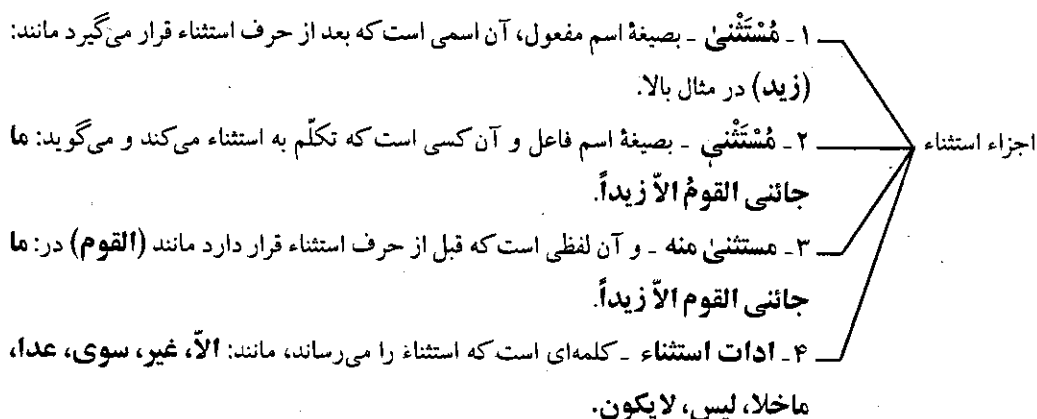 ۱ ـ مُسْتَثْنیٰ ـ بصیغهٔ اسم مفعول، آن اسمی است که بعد از حرف استثناء قرار می‌گیرد مانند:
(زید) در مثال بالا.
اجزاء استثناء
۲ ـ مُسْتَثْنیِ ـ بصیغهٔ اسم فاعل و آن کسی است که تکلّم به استثناء می‌کند و می‌گوید: ما
جائنی القومُ الاّ زیداً.
۳ ـ مستثنیٰ منه ـ و آن لفظی است که قبل از حرف استثناء قرار دارد مانند (القوم) در: ما
جائنی القوم الاّ زیداً.
۴ ـ ادات استثناء ـ کلمه‌ای است که استثناء را می‌رساند، مانند: الاّ، غیر، سوی، عدا،
ماخلا، لیس، لایکون.